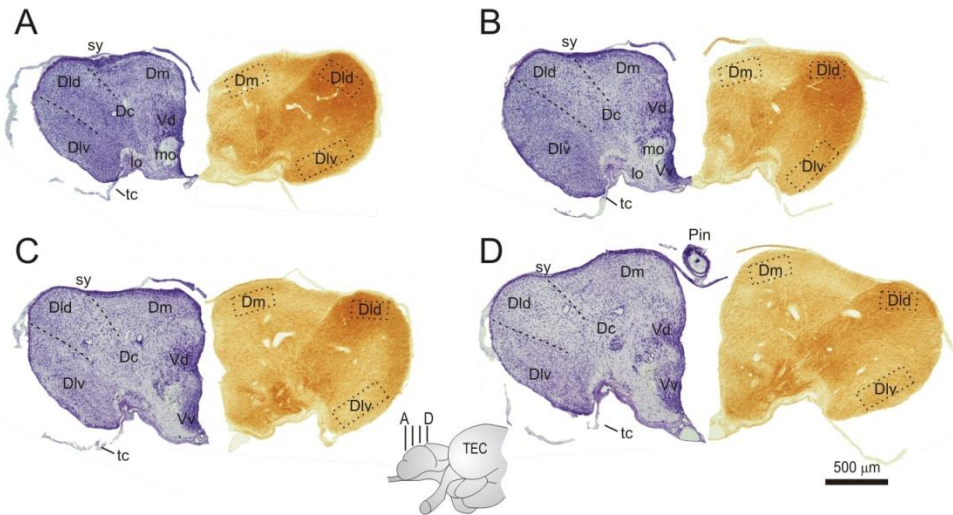 A
sy
Dld
Dm
Dc
Vd
Dlv
lo
mo
tc
Dm
Dld
Dlv
B
sy
Dld
Dm
Dc
Vd
mo
Dlv
lo
Vv
tc
Dm
Dld
Dlv
C
sy
Dld
Dm
Dc
Vd
Dlv
Vv
tc
Dm
Dld
Dlv
D
Pin
sy
Dm
Dld
Dc
Vd
Dlv
Vv
tc
Dm
Dld
Dlv
A D
TEC
500 μm